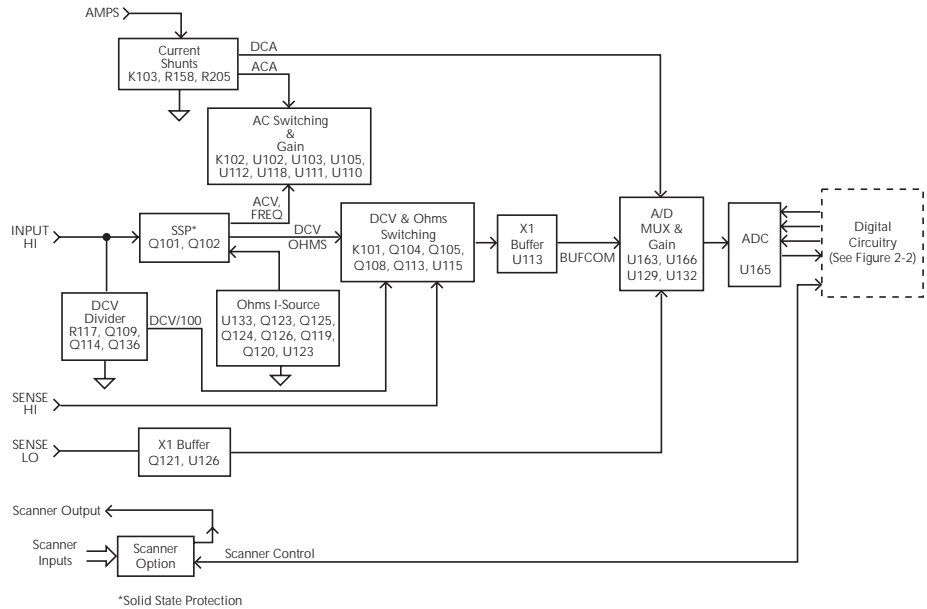 AMPS
Current
Shunts
K103, R158, R205
DCA
ACA
AC Switching
&
Gain
K102, U102, U103, U105,
U112, U118, U111, U110
ACV,
FREQ
INPUT
HI
SSP*
Q101, Q102
DCV
OHMS
DCV & Ohms
Switching
K101, Q104, Q105,
Q108, Q113, U115
X1
Buffer
U113
BUFCOM
A/D
MUX &
Gain
U163, U166
U129, U132
ADC
U165
Digital
Circuitry
(See Figure 2-2)
DCV
Divider
R117, Q109,
Q114, Q136
DCV/100
Ohms I-Source
U133, Q123, Q125,
Q124, Q126, Q119,
Q120, U123
SENSE
HI
SENSE
LO
X1 Buffer
Q121, U126
Scanner Output
Scanner
Inputs
Scanner
Option
Scanner Control
*Solid State Protection